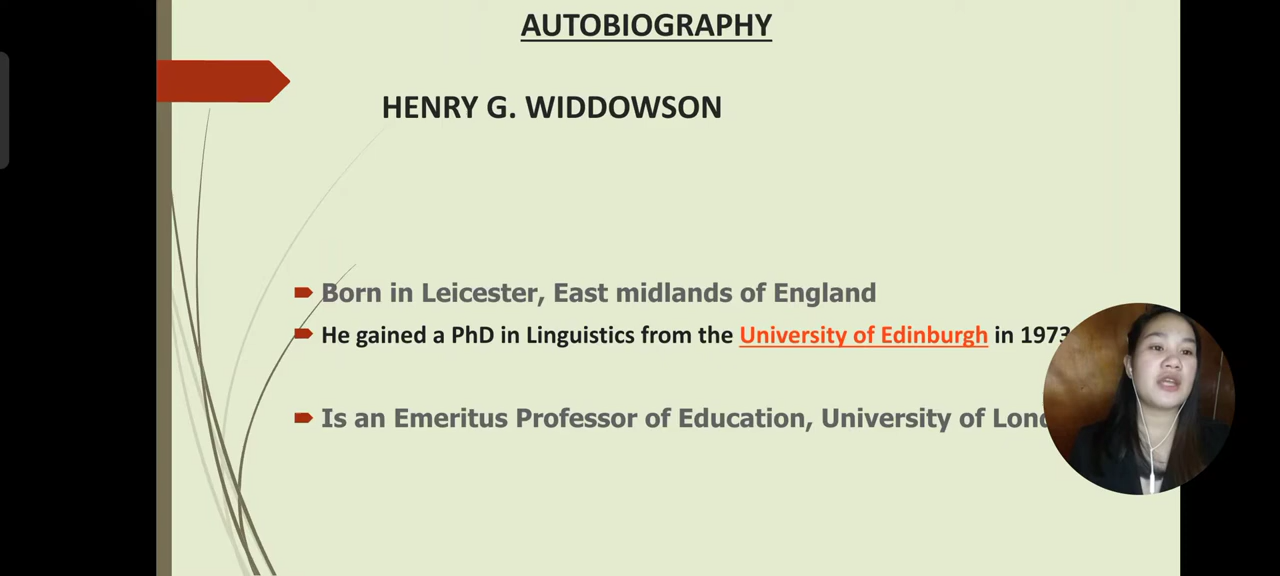 AUTOBIOGRAPHY
HENRY G. WIDDOWSON
Born in Leicester, East midlands of England
He gained a PhD in Linguistics from the University of Edinburgh in 1973
Is an Emeritus Professor of Education, University of